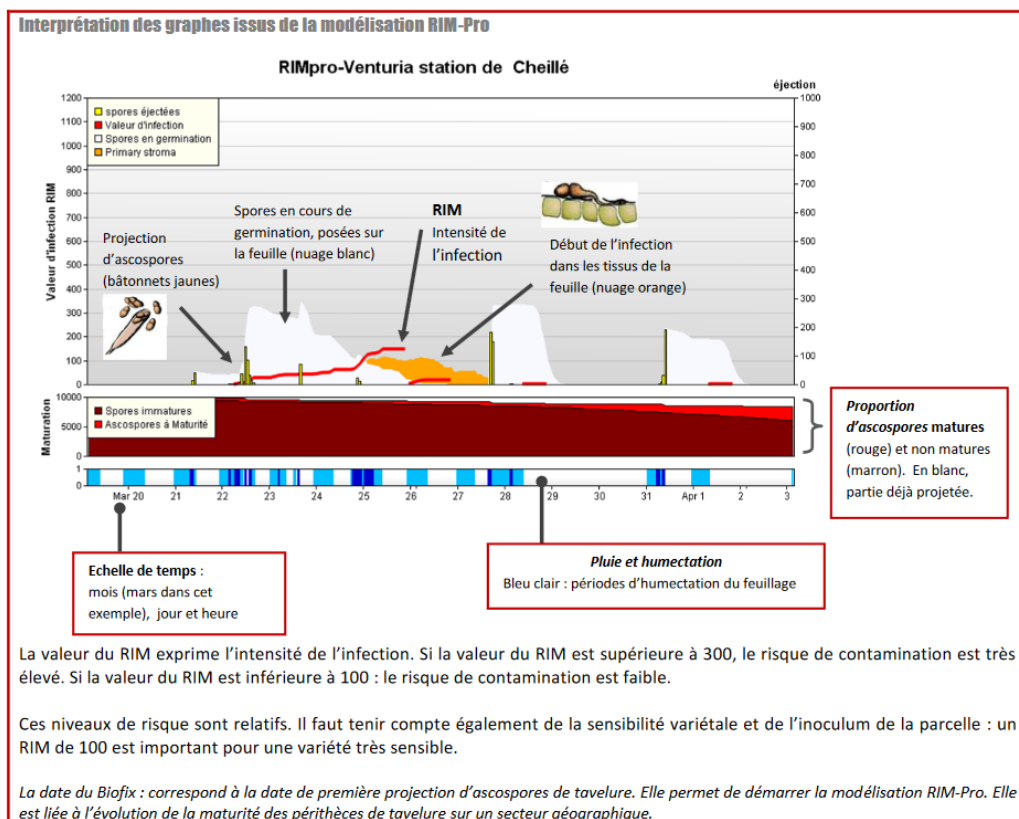 Interprétation des graphes issus de la modélisation RIM-Pro
RIMpro-Venturia station de Cheillé
éjection
Valeur d'infection RIM
1200
1100
1000
900
800
700
600
500
400
300
200
100
0
spores éjectées
Valeur d'infection
Spores en germination
Primary stroma
1000
900
800
700
600
500
400
300
200
100
0
Projection
d'ascospores
(bâtonnets jaunes)
Spores en cours de
germination, posées sur
la feuille (nuage blanc)
RIM
Intensité de
l'infection
Début de l'infection
dans les tissus de la
feuille (nuage orange)
Maturation
10000
5000
0
Spores immatures
Ascospores à Maturité
1
0
Mar 20 21 22 23 24 25 26 27 28 29 30 31 Apr 1 2 3
Proportion
d'ascospores matures
(rouge) et non matures
(marron). En blanc,
partie déjà projetée.
Echelle de temps :
mois (mars dans cet
exemple), jour et heure
Pluie et humectation
Bleu clair : périodes d'humectation du feuillage
La valeur du RIM exprime l'intensité de l'infection. Si la valeur du RIM est supérieure à 300, le risque de contamination est très
élevé. Si la valeur du RIM est inférieure à 100 : le risque de contamination est faible.
Ces niveaux de risque sont relatifs. Il faut tenir compte également de la sensibilité variétale et de l'inoculum de la parcelle : un
RIM de 100 est important pour une variété très sensible.
La date du Biofix : correspond à la date de première projection d'ascospores de tavelure. Elle permet de démarrer la modélisation RIM-Pro. Elle
est liée à l'évolution de la maturité des périthèces de tavelure sur un secteur géographique.